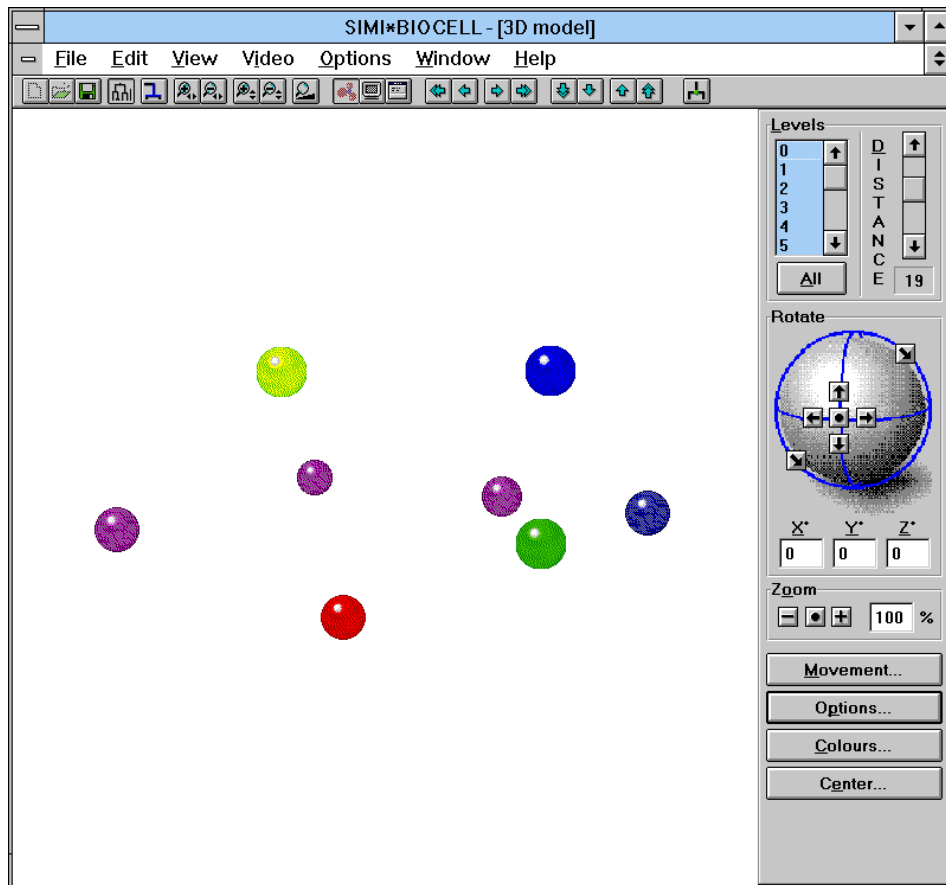 SIMI*BIOCELL - [3D model]
File Edit View Video Options Window Help
Levels
0
1
2
3
4
5
All
DISTANCE
19
Rotate
X° Y° Z°
0 0 0
Zoom
100 %
Movement...
Options...
Colours...
Center...